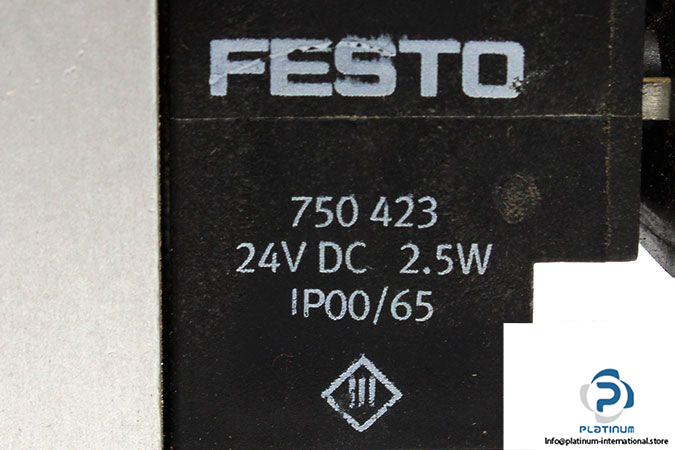 FESTO
750 423
24V DC 2.5W
IP00/65
PLATINUM
Info@platinum-international.store